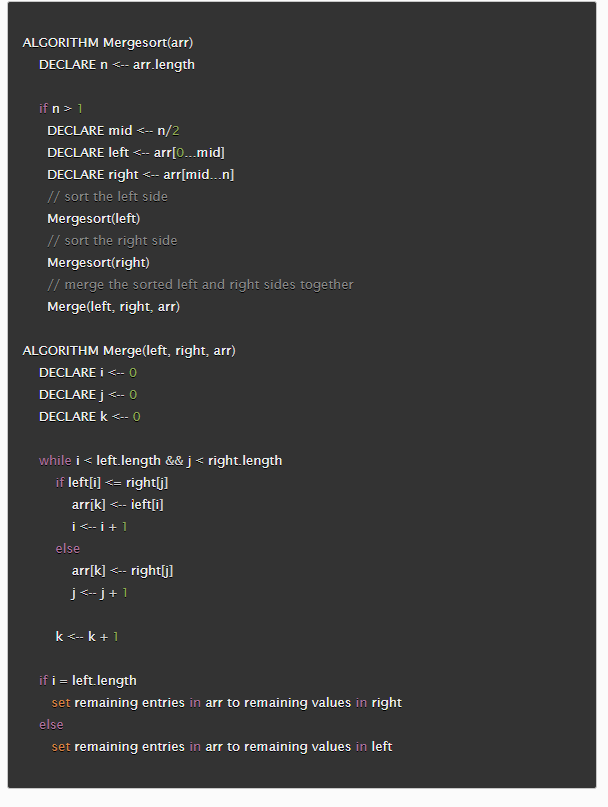 ALGORITHM Mergesort(arr)
DECLARE n <-- arr.length
if n > 1
DECLARE mid <-- n/2
DECLARE left <-- arr[0...mid]
DECLARE right <-- arr[mid...n]
// sort the left side
Mergesort(left)
// sort the right side
Mergesort(right)
// merge the sorted left and right sides together
Merge(left, right, arr)
ALGORITHM Merge(left, right, arr)
DECLARE i <-- 0
DECLARE j <-- 0
DECLARE k <-- 0
while i < left.length && j < right.length
if left[i] <= right[j]
arr[k] <-- left[i]
i <-- i + 1
else
arr[k] <-- right[j]
j <-- j + 1
k <-- k + 1
if i = left.length
set remaining entries in arr to remaining values in right
else
set remaining entries in arr to remaining values in left